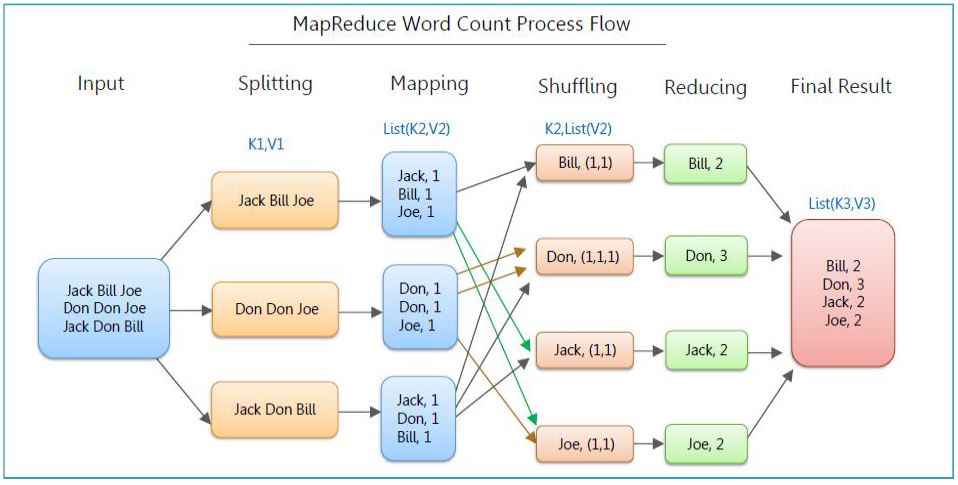 MapReduce Word Count Process Flow
Input
Splitting
Mapping
Shuffling
Reducing
Final Result
K1,V1
List(K2,V2)
K2,List(V2)
List(K3,V3)
Jack Bill Joe
Don Don Joe
Jack Don Bill
Jack Bill Joe
Don Don Joe
Jack Don Bill
Jack, 1
Bill, 1
Joe, 1
Don, 1
Don, 1
Joe, 1
Jack, 1
Don, 1
Bill, 1
Bill, (1,1)
Don, (1,1,1)
Jack, (1,1)
Joe, (1,1)
Bill, 2
Don, 3
Jack, 2
Joe, 2
Bill, 2
Don, 3
Jack, 2
Joe, 2